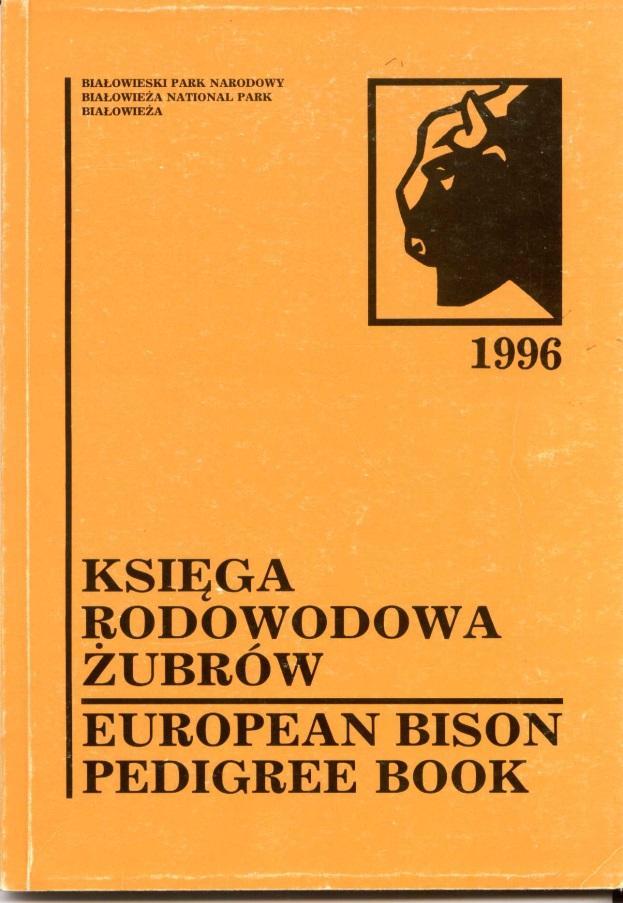 BIAŁOWIESKI PARK NARODOWY
BIAŁOWIEŻA NATIONAL PARK
BIAŁOWIEŻA
1996
KSIĘGA
RODOWODOWA
ŻUBRÓW
EUROPEAN BISON
PEDIGREE BOOK